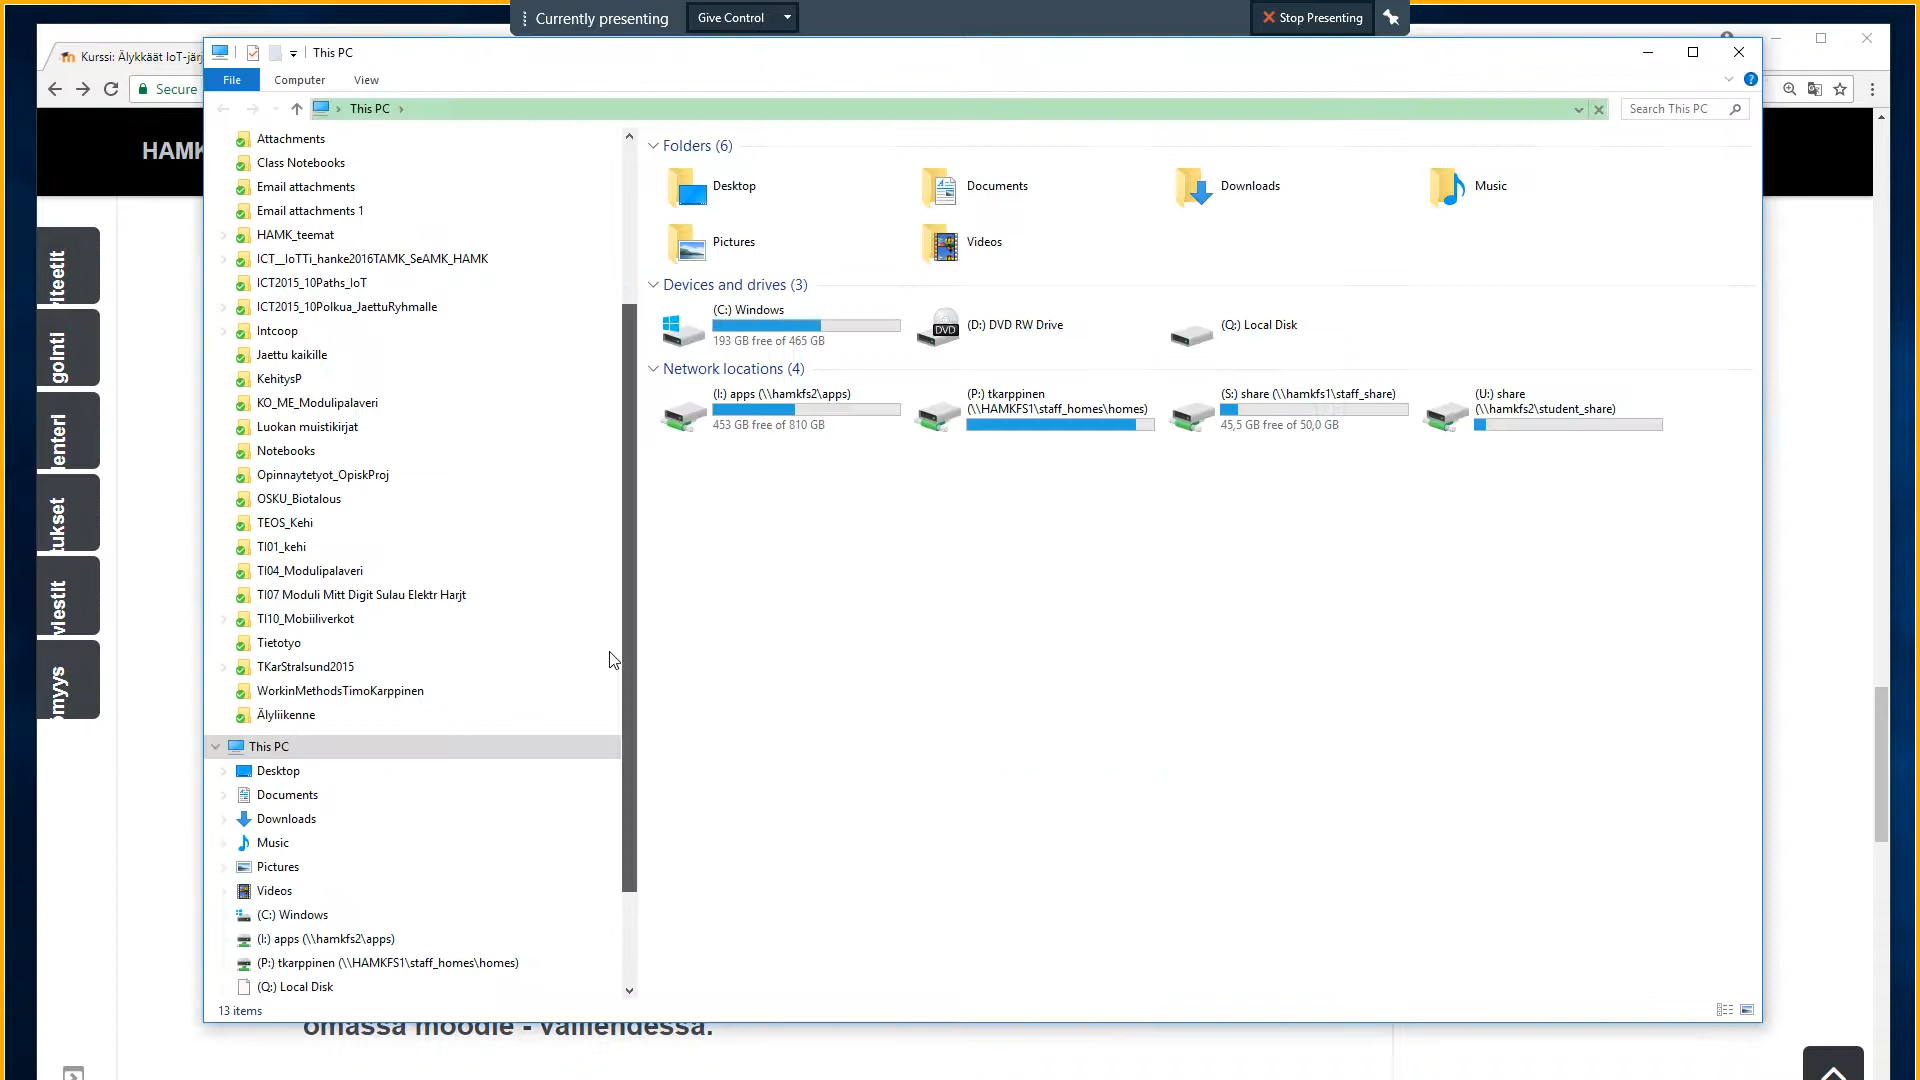 Currently presenting
Give Control
Stop Presenting
Kurssi: Älykkäät IoT-järj
This PC
Secure
File
Computer
View
This PC
Search This PC
HAMK
Attachments
Class Notebooks
Email attachments
Email attachments 1
HAMK_teemat
ICT__IoTTi_hanke2016TAMK_SeAMK_HAMK
ICT2015_10Paths_IoT
ICT2015_10Polkua_JaettuRyhmalle
Intcoop
Jaettu kaikille
KehitysP
KO_ME_Modulipalaveri
Luokan muistikirjat
Notebooks
Opinnaytetyot_OpiskProj
OSKU_Biotalous
TEOS_Kehi
TI01_kehi
TI04_Modulipalaveri
TI07 Moduli Mitt Digit Sulau Elektr Harjt
TI10_Mobiiliverkot
Tietotyo
TKarStralsund2015
WorkinMethodsTimoKarppinen
Älyliikenne
This PC
Desktop
Documents
Downloads
Music
Pictures
Videos
(C:) Windows
(I:) apps (\\hamkfs2\apps)
(P:) tkarppinen (\\HAMKFS1\staff_homes\homes)
(Q:) Local Disk
13 items
Folders (6)
Desktop
Documents
Downloads
Music
Pictures
Videos
Devices and drives (3)
(C:) Windows
193 GB free of 465 GB
DVD
(D:) DVD RW Drive
(Q:) Local Disk
Network locations (4)
(I:) apps (\\hamkfs2\apps)
453 GB free of 810 GB
(P:) tkarppinen
(\\HAMKFS1\staff_homes\homes)
(S:) share (\\hamkfs1\staff_share)
45,5 GB free of 50,0 GB
(U:) share
(\\hamkfs2\student_share)
iteetit
gointi
lenteri
tukset
viestit
omyys
omassa moodle - välilehdessä.